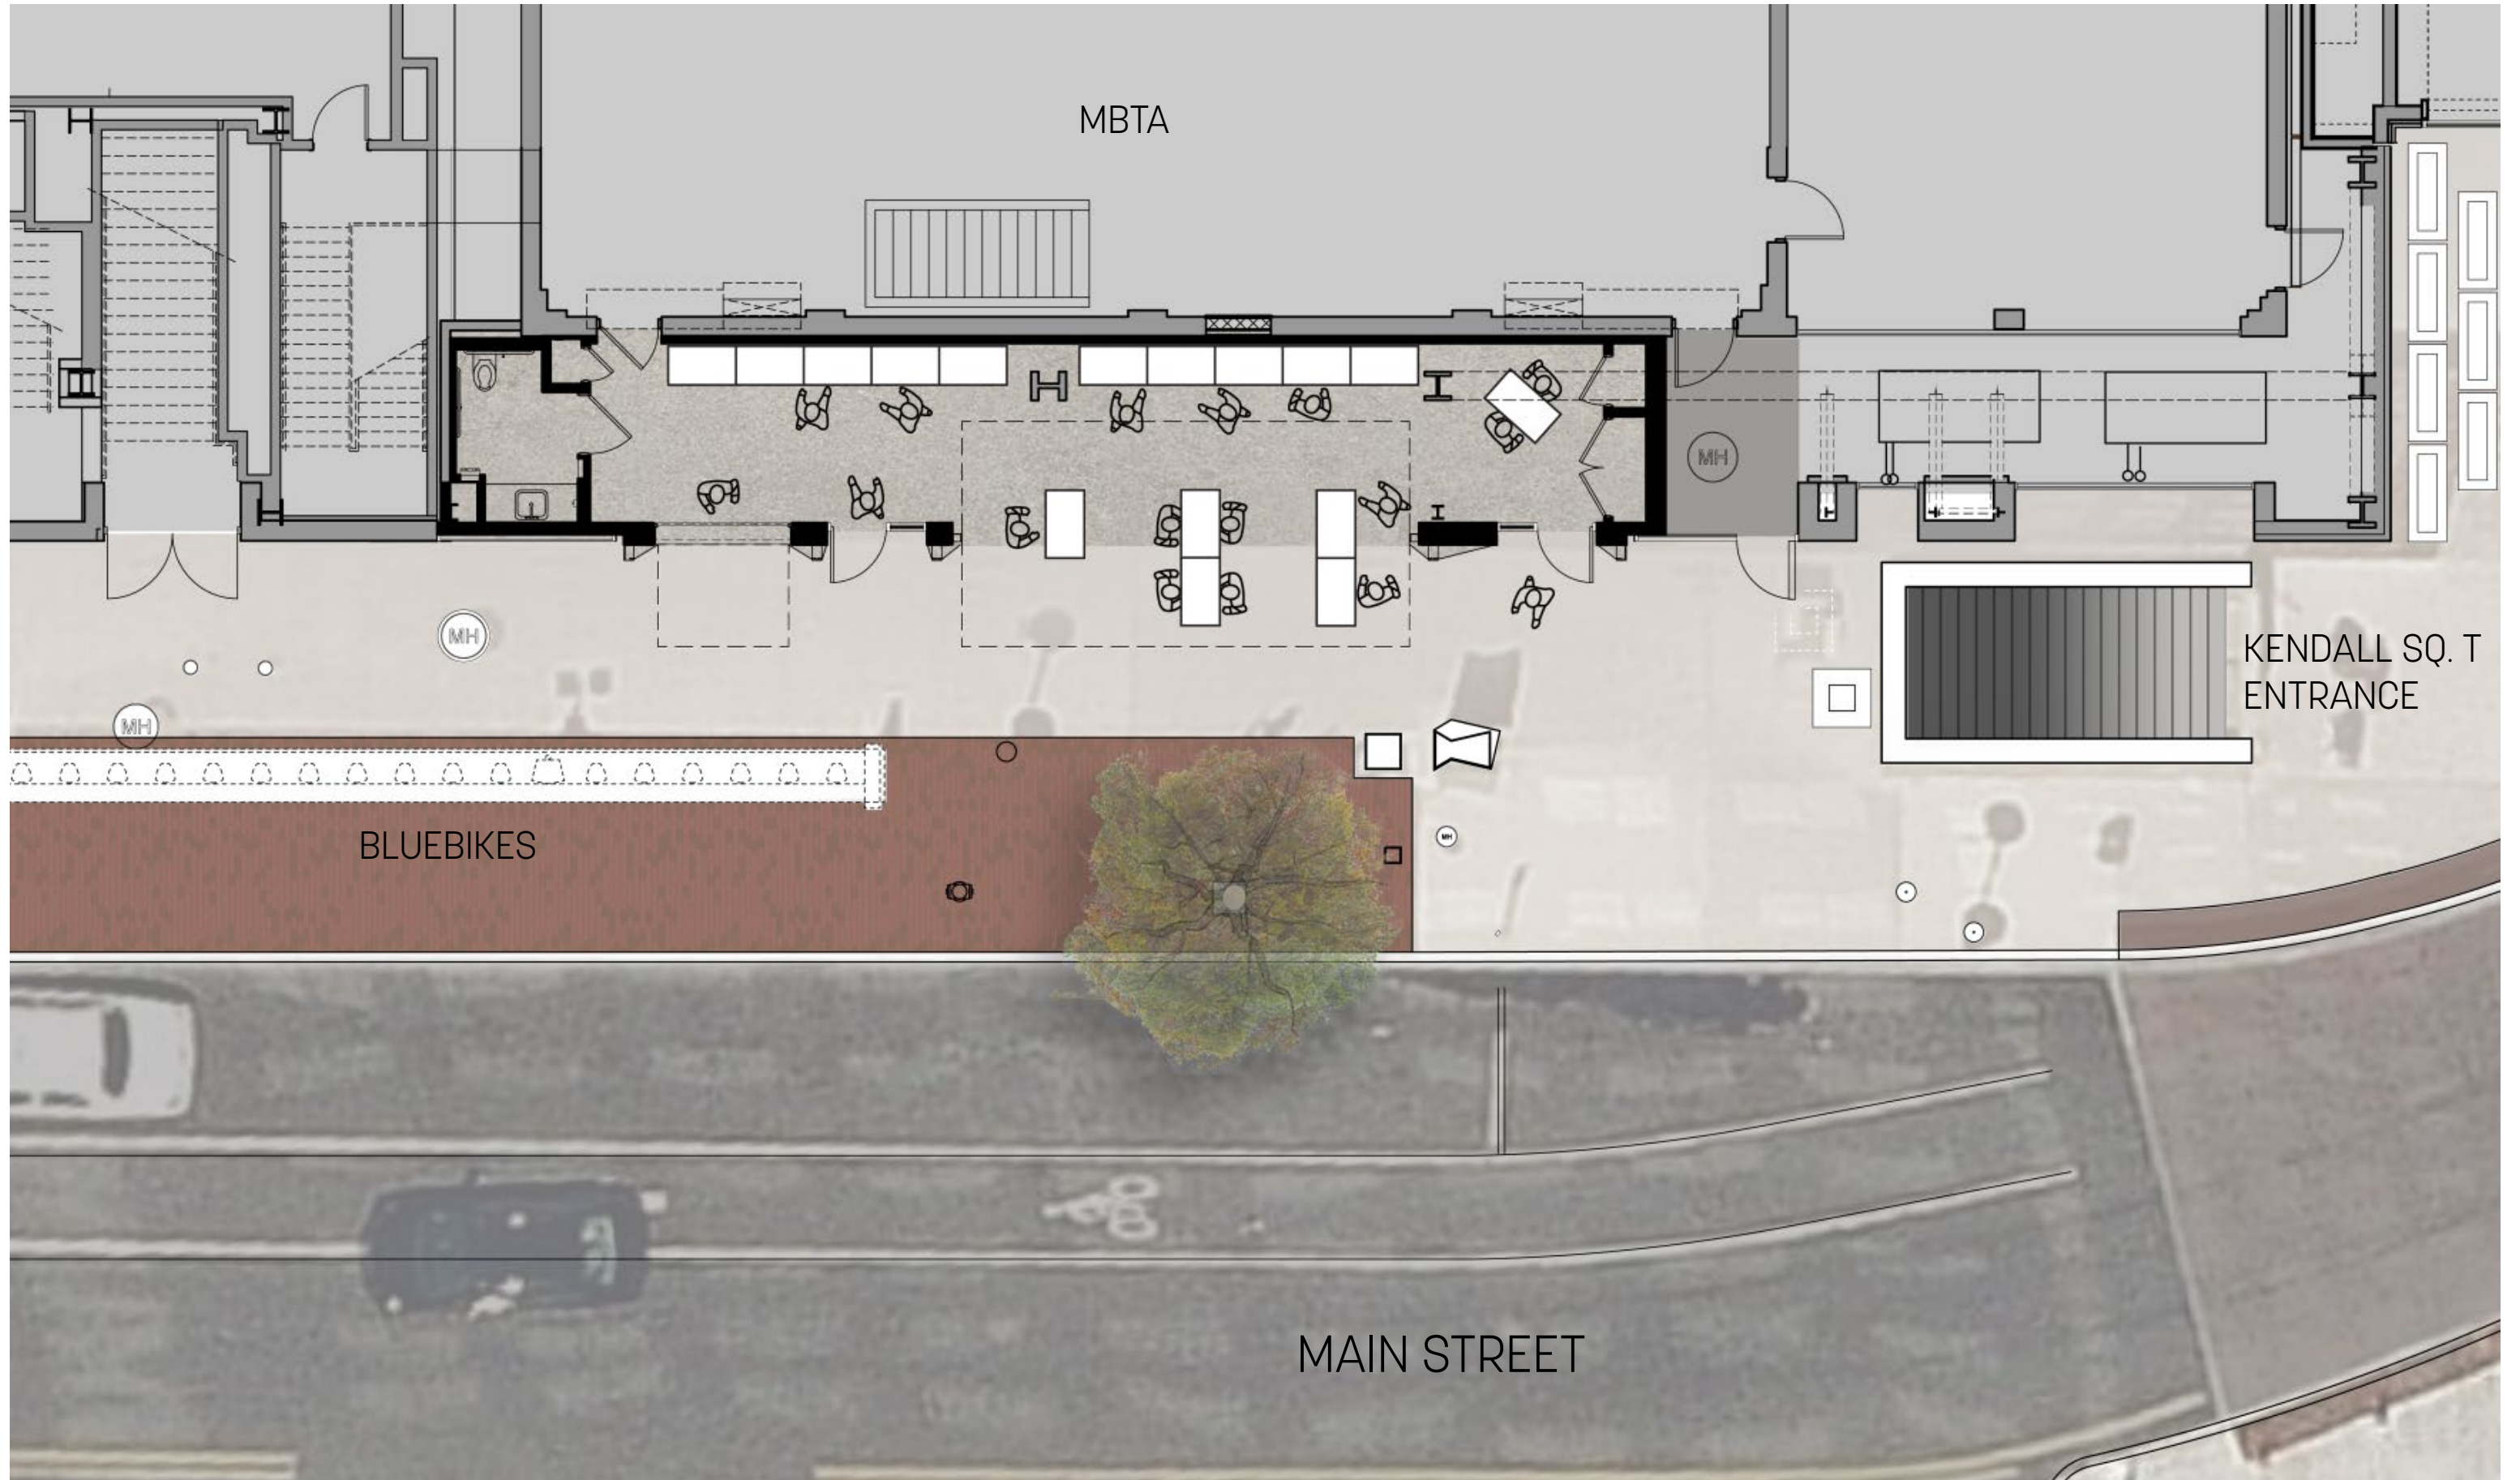 MBTA
MH
MH
KENDALL SQ. T
ENTRANCE
MH
MH
BLUEBIKES
MAIN STREET